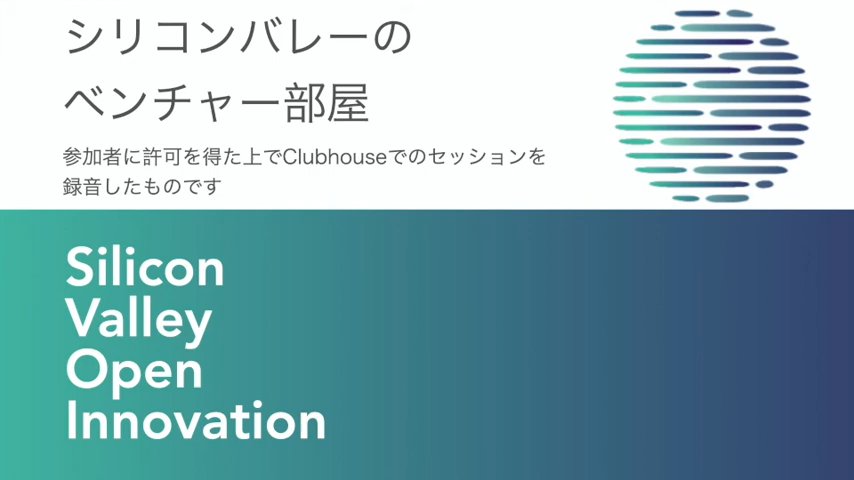 シリコンバレーの
ベンチャー部屋
参加者に許可を得た上でClubhouseでのセッションを
録音したものです
Silicon
Valley
Open
Innovation